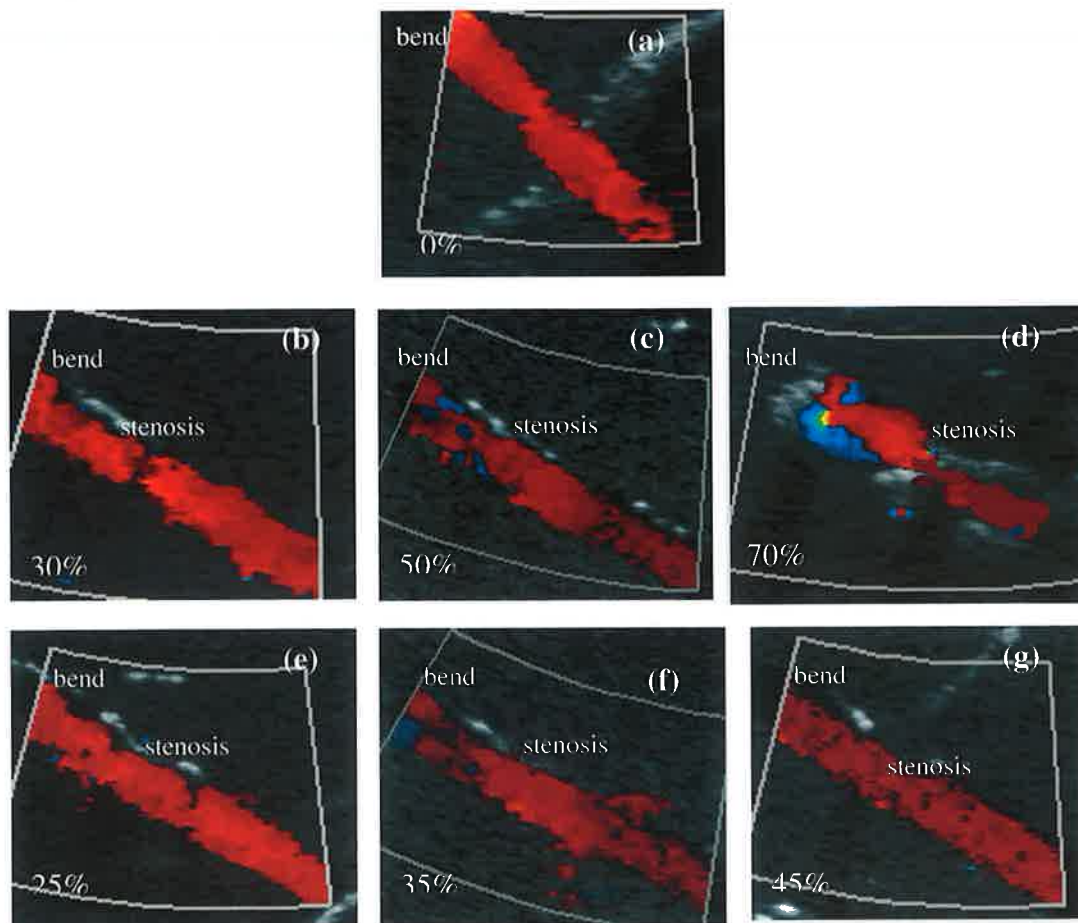 bend
(a)
0%
bend
(b)
stenosis
30%
bend
(c)
stenosis
50%
bend
(d)
stenosis
70%
bend
(e)
stenosis
25%
bend
(f)
stenosis
35%
bend
(g)
stenosis
45%